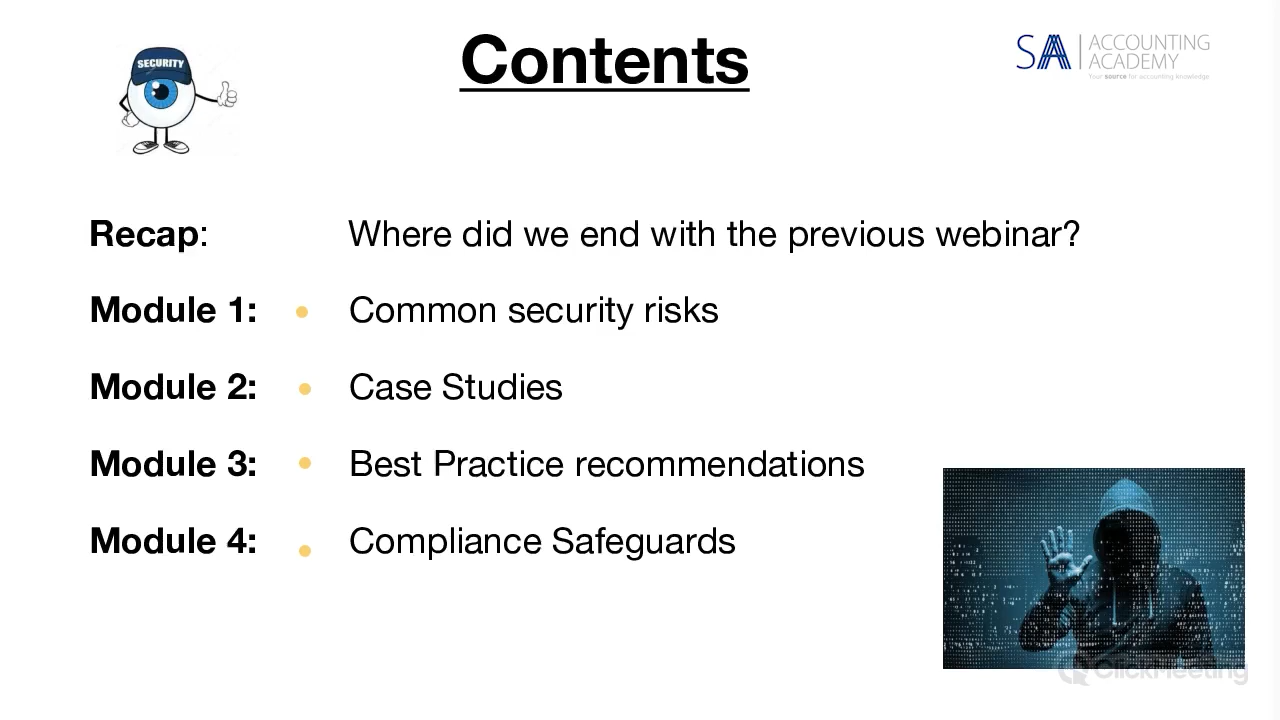 SECURITY
Contents
SAA ACCOUNTING
ACADEMY
Your source for accounting knowledge
Recap: Where did we end with the previous webinar?
Module 1: • Common security risks
Module 2: • Case Studies
Module 3: • Best Practice recommendations
Module 4: • Compliance Safeguards
ClickMeeting